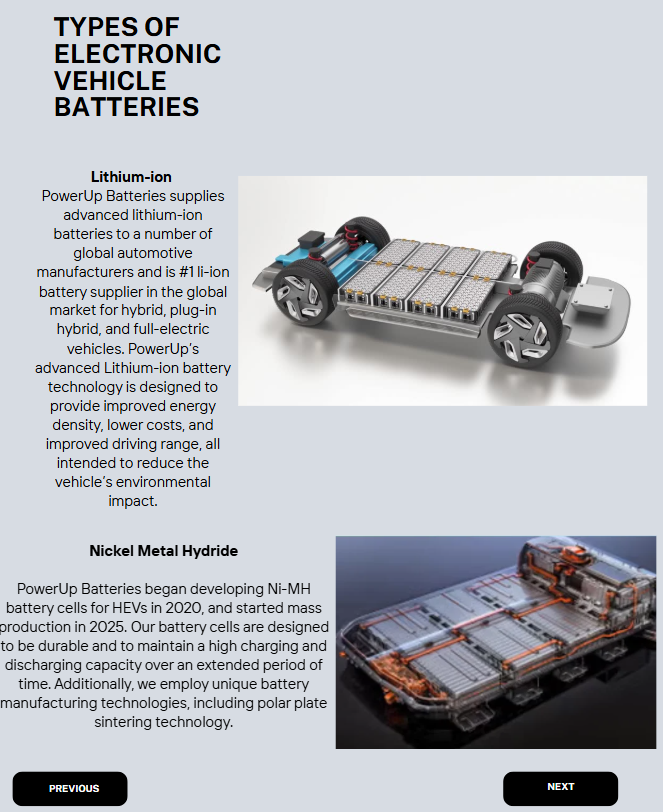 TYPES OF
ELECTRONIC
VEHICLE
BATTERIES
Lithium-ion
PowerUp Batteries supplies
advanced lithium-ion
batteries to a number of
global automotive
manufacturers and is #1 li-ion
battery supplier in the global
market for hybrid, plug-in
hybrid, and full-electric
vehicles. PowerUp's
advanced Lithium-ion battery
technology is designed to
provide improved energy
density, lower costs, and
improved driving range, all
intended to reduce the
vehicle's environmental
impact.
Nickel Metal Hydride
PowerUp Batteries began developing Ni-MH
battery cells for HEVs in 2020, and started mass
production in 2025. Our battery cells are designed
to be durable and to maintain a high charging and
discharging capacity over an extended period of
time. Additionally, we employ unique battery
manufacturing technologies, including polar plate
sintering technology.
PREVIOUS
NEXT